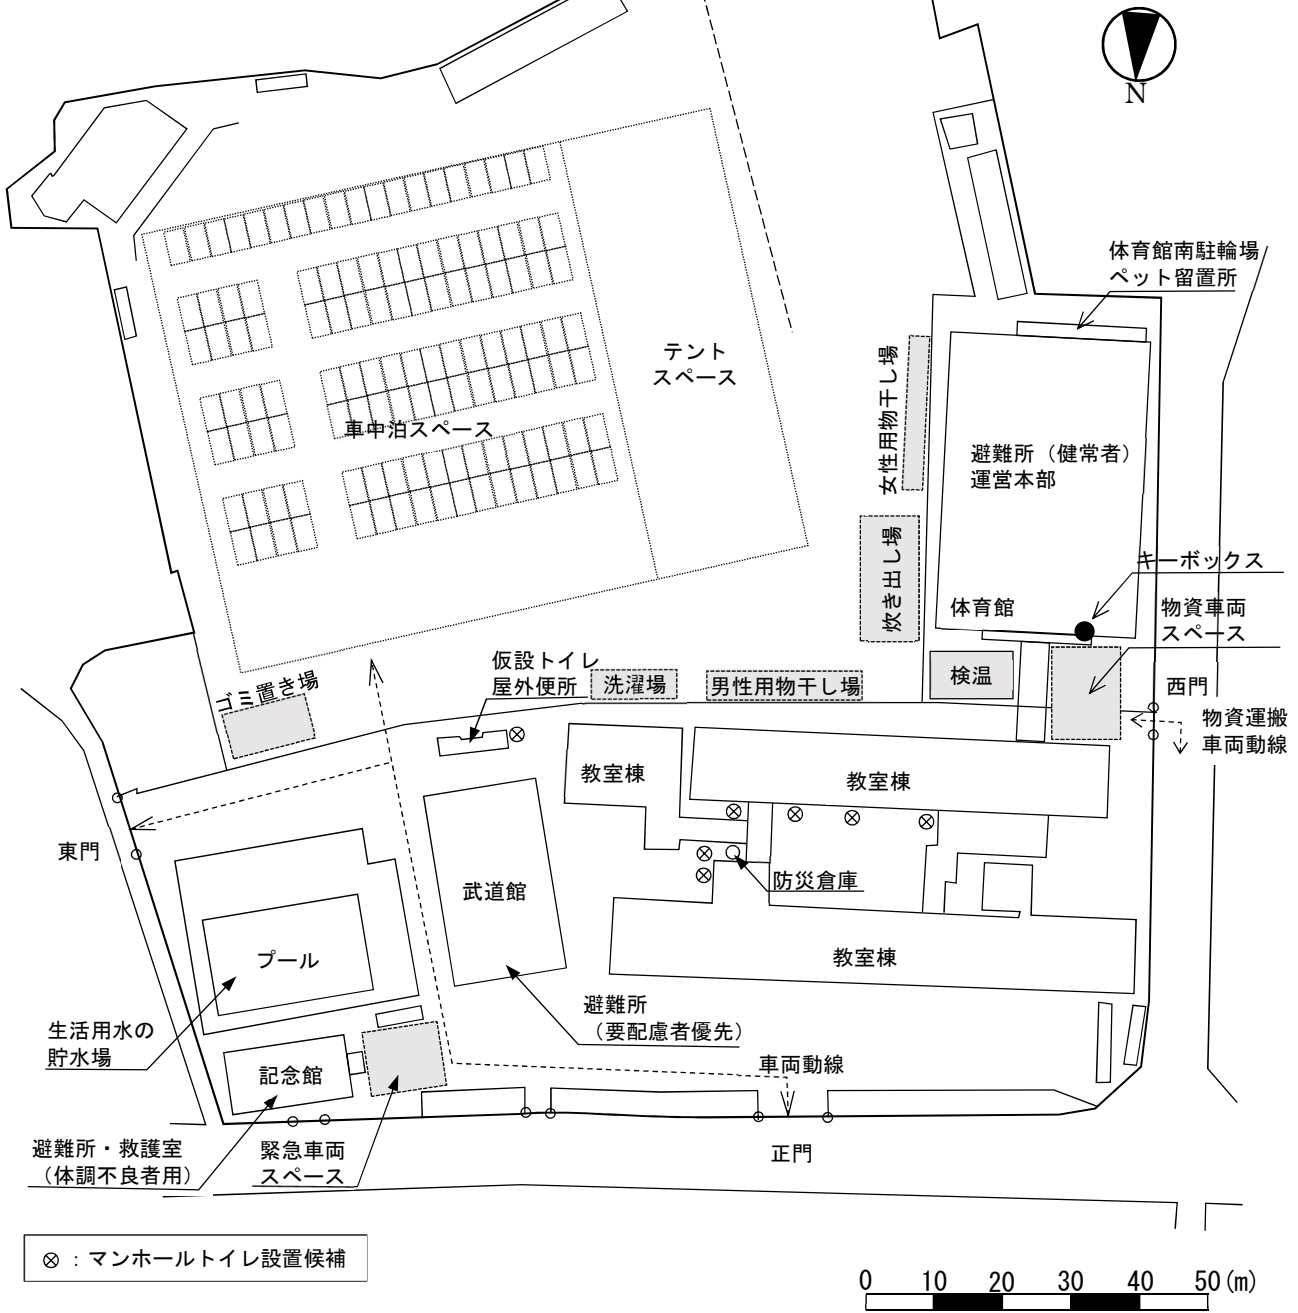 N
体育館南駐輪場
ペット留置所
テント
スペース
女性用物干し場
車中泊スペース
避難所（健常者）
運営本部
炊き出し場
キーボックス
体育館
物資車両
スペース
仮設トイレ
屋外便所
洗濯場
男性用物干し場
検温
ゴミ置き場
西門
物資運搬
車両動線
教室棟
教室棟
東門
防災倉庫
武道館
プール
教室棟
避難所
（要配慮者優先）
生活用水の
貯水場
記念館
車両動線
避難所・救護室
（体調不良者用）
緊急車両
スペース
正門
⊗：マンホールトイレ設置候補
0 10 20 30 40 50(m)